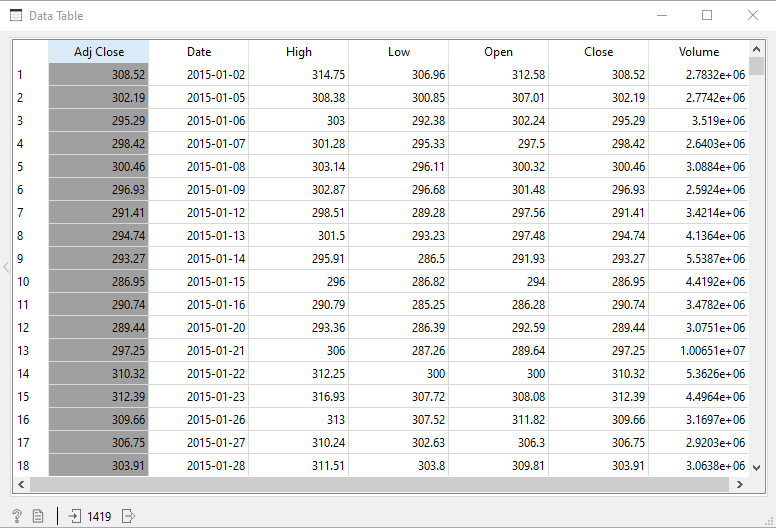 Data Table
Adj Close Date High Low Open Close Volume
1 308.52 2015-01-02 314.75 306.96 312.58 308.52 2.7832e+06
2 302.19 2015-01-05 308.38 300.85 307.01 302.19 2.7742e+06
3 295.29 2015-01-06 303 292.38 302.24 295.29 3.519e+06
4 298.42 2015-01-07 301.28 295.33 297.5 298.42 2.6403e+06
5 300.46 2015-01-08 303.14 296.11 300.32 300.46 3.0884e+06
6 296.93 2015-01-09 302.87 296.68 301.48 296.93 2.5924e+06
7 291.41 2015-01-12 298.51 289.28 297.56 291.41 3.4214e+06
8 294.74 2015-01-13 301.5 293.23 297.48 294.74 4.1364e+06
9 293.27 2015-01-14 295.91 286.5 291.93 293.27 5.5387e+06
10 286.95 2015-01-15 296 286.82 294 286.95 4.4192e+06
11 290.74 2015-01-16 290.79 285.25 286.28 290.74 3.4782e+06
12 289.44 2015-01-20 293.36 286.39 292.59 289.44 3.0751e+06
13 297.25 2015-01-21 306 287.26 289.64 297.25 1.00651e+07
14 310.32 2015-01-22 312.25 300 300 310.32 5.3626e+06
15 312.39 2015-01-23 316.93 307.72 308.08 312.39 4.4964e+06
16 309.66 2015-01-26 313 307.52 311.82 309.66 3.1697e+06
17 306.75 2015-01-27 310.24 302.63 306.3 306.75 2.9203e+06
18 303.91 2015-01-28 311.51 303.8 309.81 303.91 3.0638e+06
? 1419